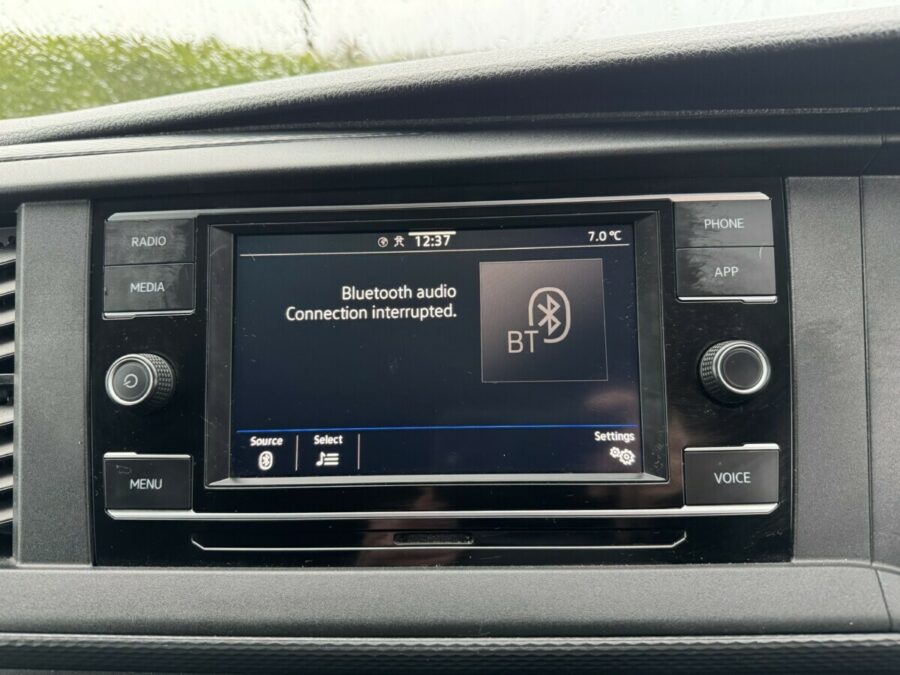 RADIO
MEDIA
MENU
12:37
7.0 °C
Bluetooth audio
Connection interrupted.
BT
Source
Select
Settings
PHONE
APP
VOICE